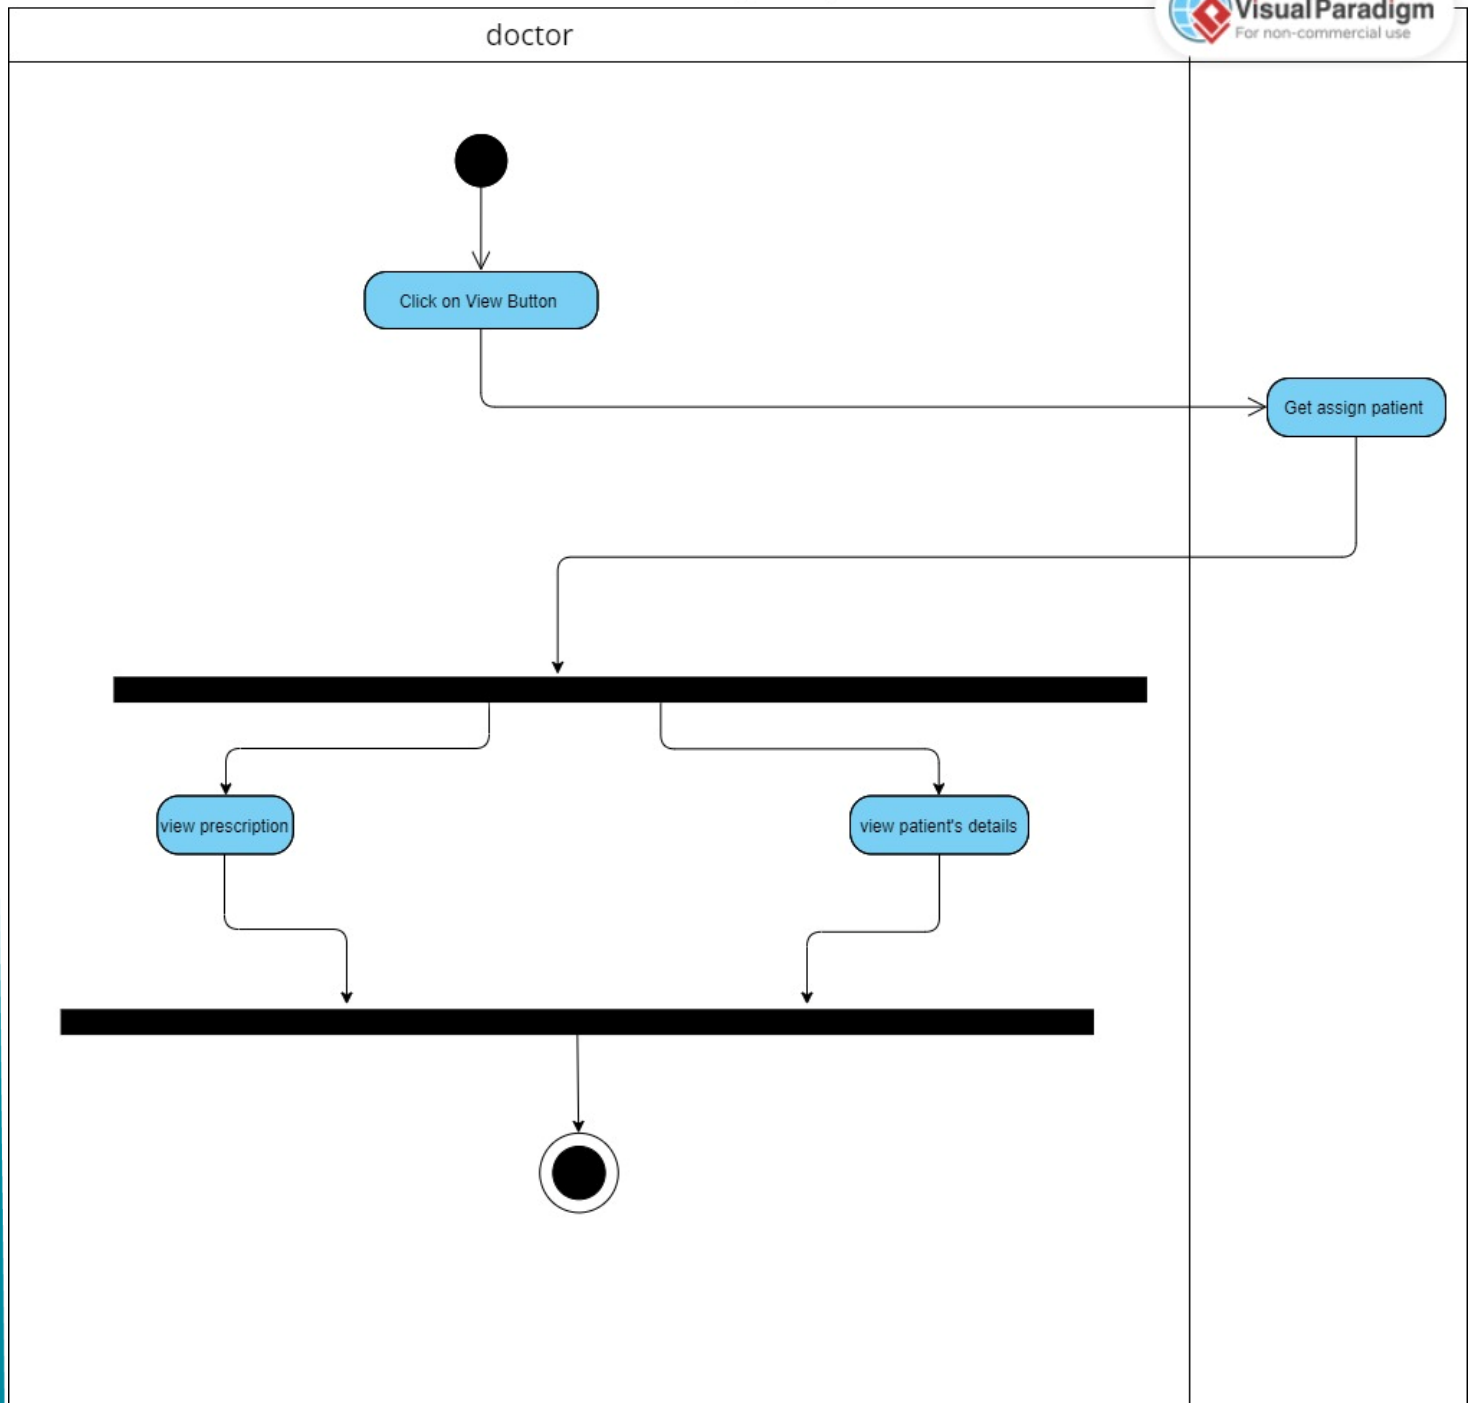 doctor
Visual Paradigm
For non-commercial use
Click on View Button
Get assign patient
view prescription
view patient's details